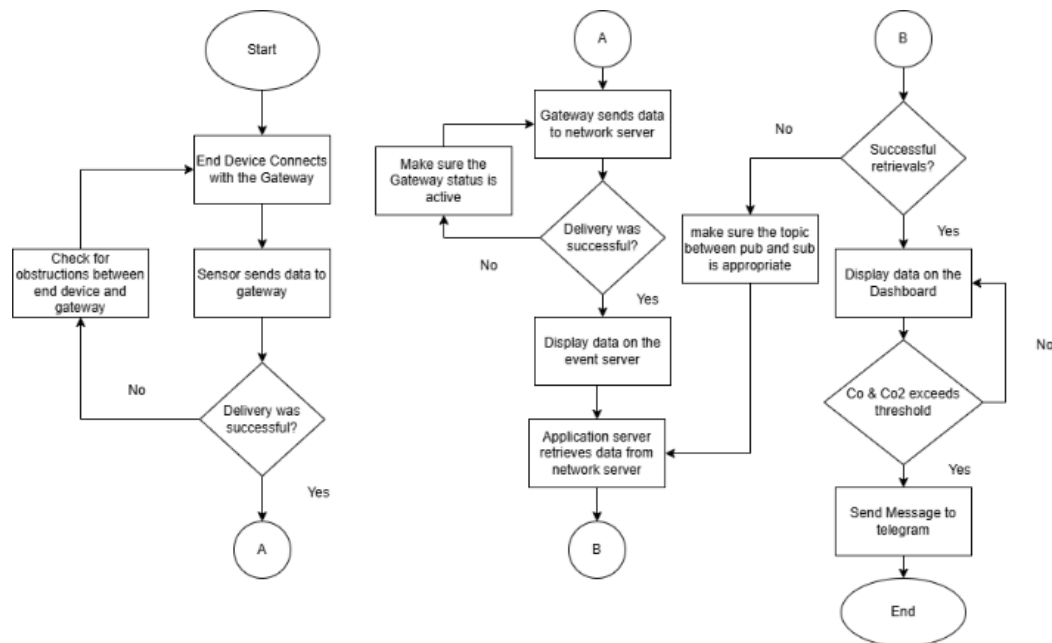 Start
End Device Connects
with the Gateway
Sensor sends data to
gateway
Check for
obstructions between
end device and
gateway
No
Delivery was
successful?
Yes
A
A
Gateway sends data
to network server
Make sure the
Gateway status is
active
Delivery was
successful?
No
Yes
Display data on the
event server
Application server
retrieves data from
network server
B
B
Successful
retrievals?
No
make sure the topic
between pub and sub
is appropriate
Yes
Display data on the
Dashboard
No
Co & Co2 exceeds
threshold
Yes
Send Message to
telegram
End